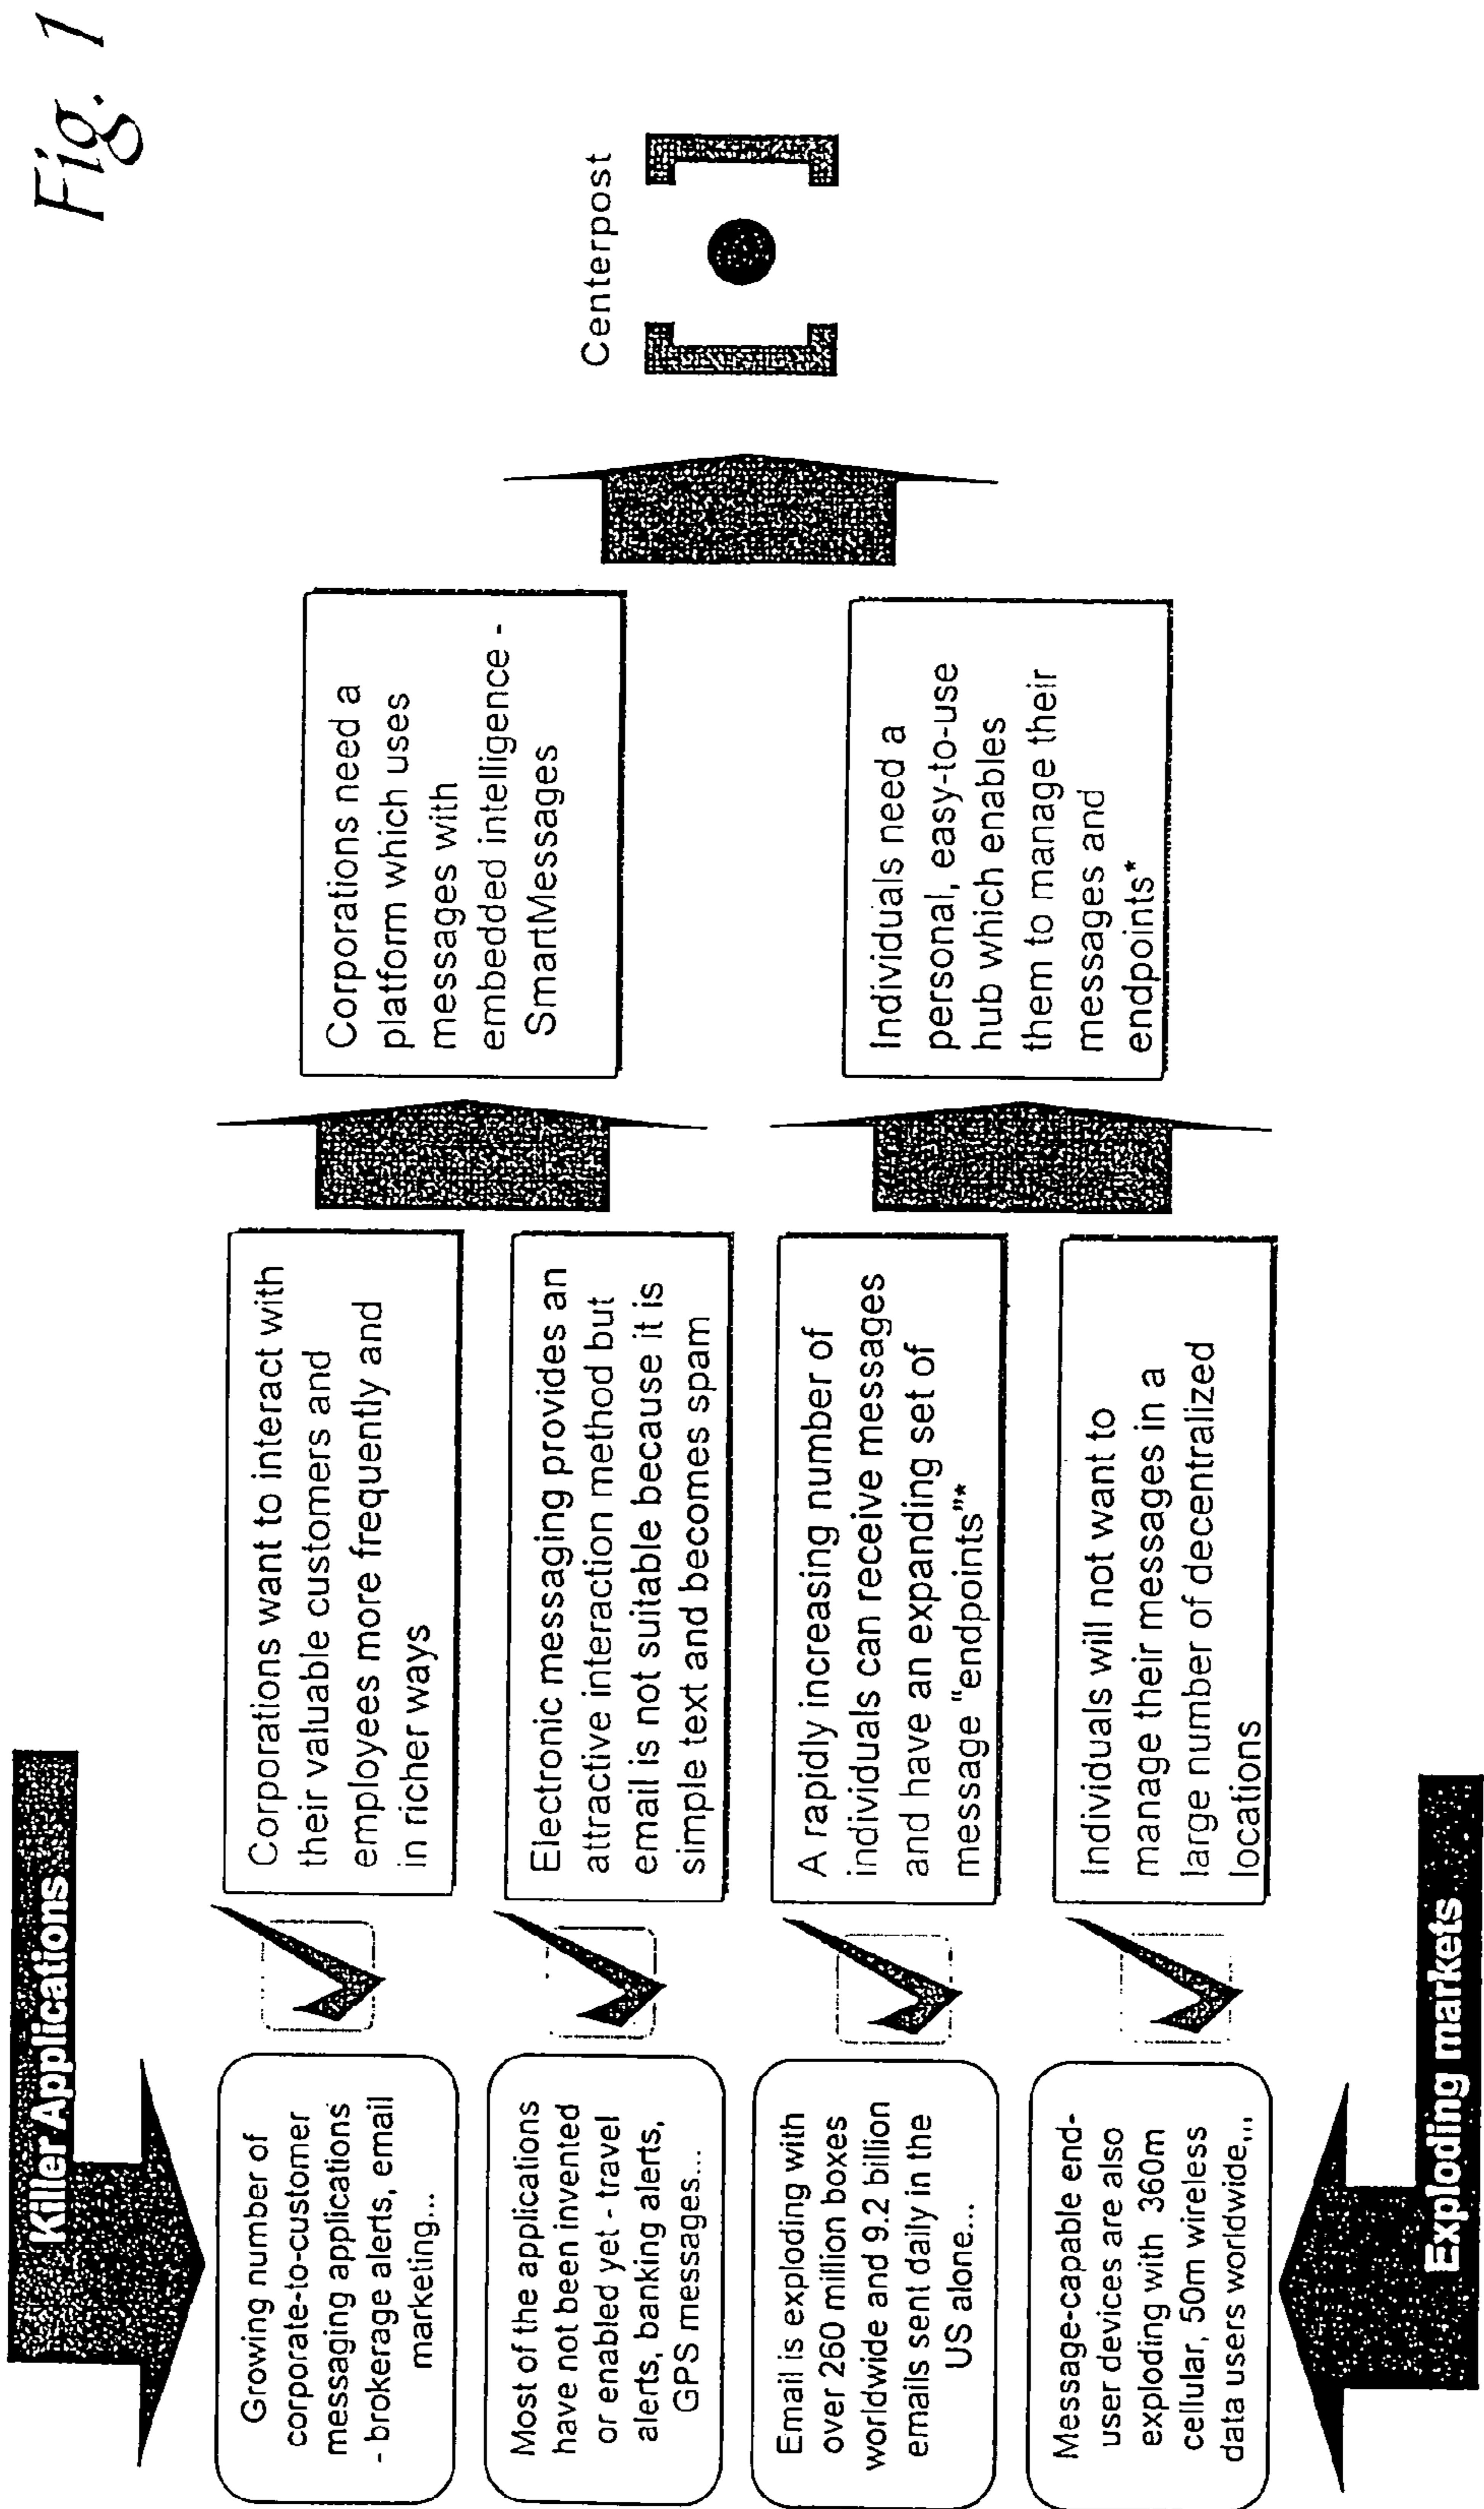 Fig. 1
Killer Applications
Growing number of
corporate-to-customer
messaging applications
- brokerage alerts, email
marketing...
Most of the applications
have not been invented
or enabled yet - travel
alerts, banking alerts,
GPS messages...
Email is exploding with
over 260 million boxes
worldwide and 9.2 billion
emails sent daily in the
US alone...
Message-capable end-
user devices are also
exploding with 360m
cellular, 50m wireless
data users worldwide,,,
Exploding markets
Corporations want to interact with
their valuable customers and
employees more frequently and
in richer ways
Electronic messaging provides an
attractive interaction method but
email is not suitable because it is
simple text and becomes spam
A rapidly increasing number of
individuals can receive messages
and have an expanding set of
message "endpoints"*
Individuals will not want to
manage their messages in a
large number of decentralized
locations
Corporations need a
platform which uses
messages with
embedded intelligence -
SmartMessages
Individuals need a
personal, easy-to-use
hub which enables
them to manage their
messages and
endpoints*
Centerpost